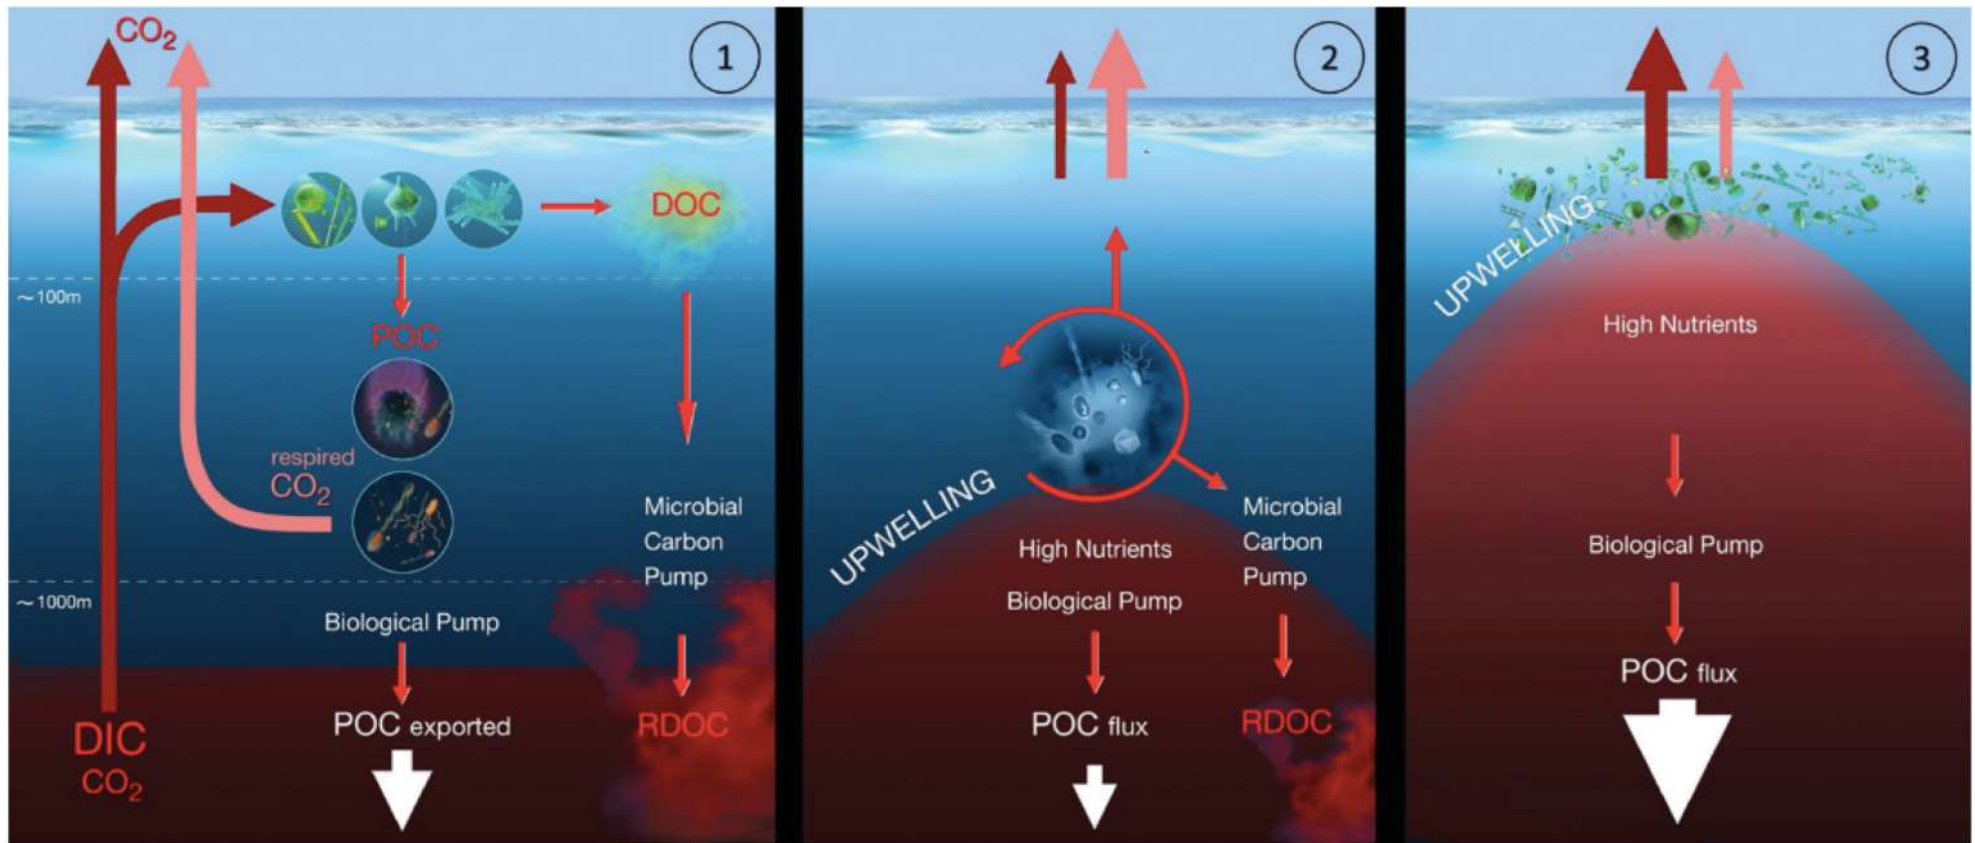 CO₂
1
DOC
~100m
POC
respired
CO₂
Microbial
Carbon
Pump
~1000m
Biological Pump
POC exported
RDOC
DIC
CO₂
2
UPWELLING
High Nutrients
Biological Pump
Microbial
Carbon
Pump
POC flux
RDOC
3
UPWELLING
High Nutrients
Biological Pump
POC flux